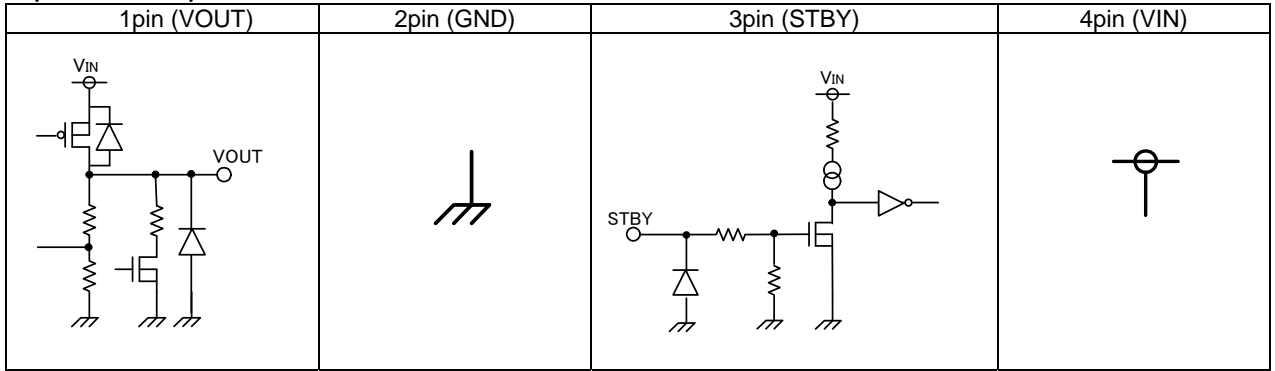 1pin (VOUT) 2pin (GND) 3pin (STBY) 4pin (VIN)
VIN
VOUT
VIN
STBY